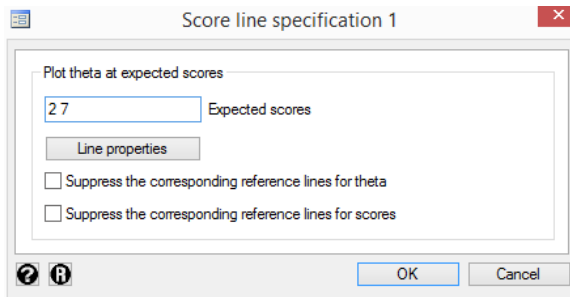 Score line specification 1
Plot theta at expected scores
2 7 Expected scores
Line properties
Suppress the corresponding reference lines for theta
Suppress the corresponding reference lines for scores
? R OK Cancel